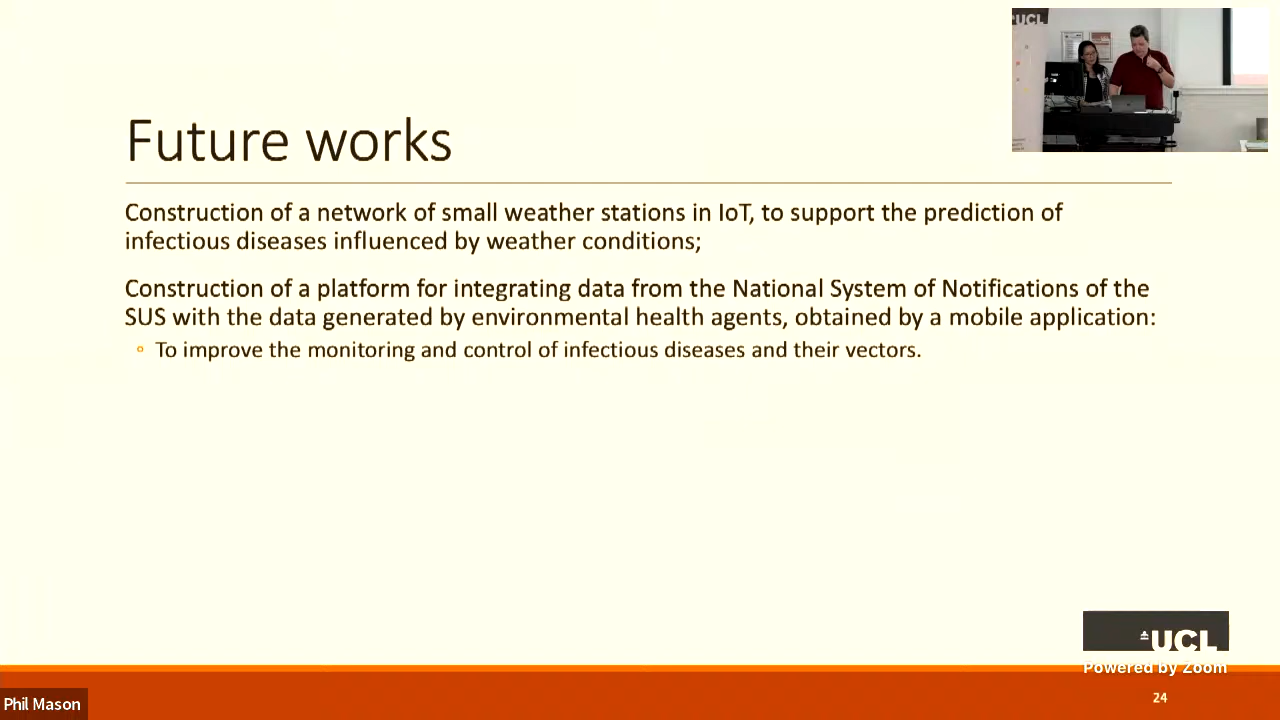 UCL
Future works
Construction of a network of small weather stations in IoT, to support the prediction of
infectious diseases influenced by weather conditions;
Construction of a platform for integrating data from the National System of Notifications of the
SUS with the data generated by environmental health agents, obtained by a mobile application:
To improve the monitoring and control of infectious diseases and their vectors.
UCL
Powered by Zoom
Phil Mason
24